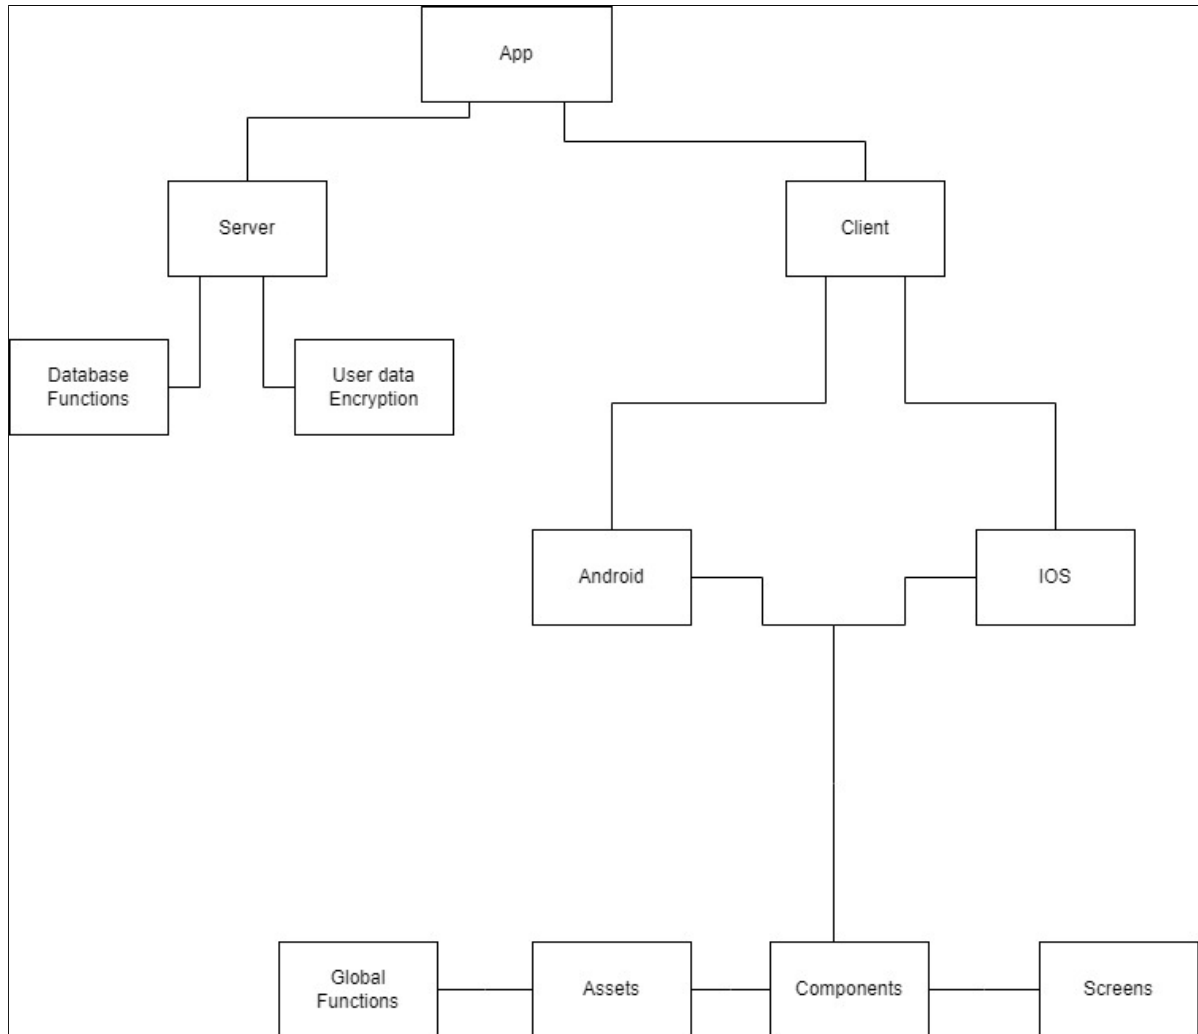 App
Server
Client
Database
Functions
User data
Encryption
Android
IOS
Global
Functions
Assets
Components
Screens